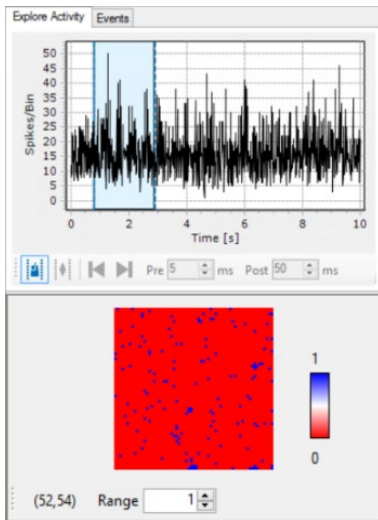 Explore Activity Events
50
45
40
35
30
25
20
15
10
5
0
Spikes/Bin
0 2 4 6 8 10
Time [s]
Pre 5 ms Post 50 ms
1
0
(52,54) Range 1